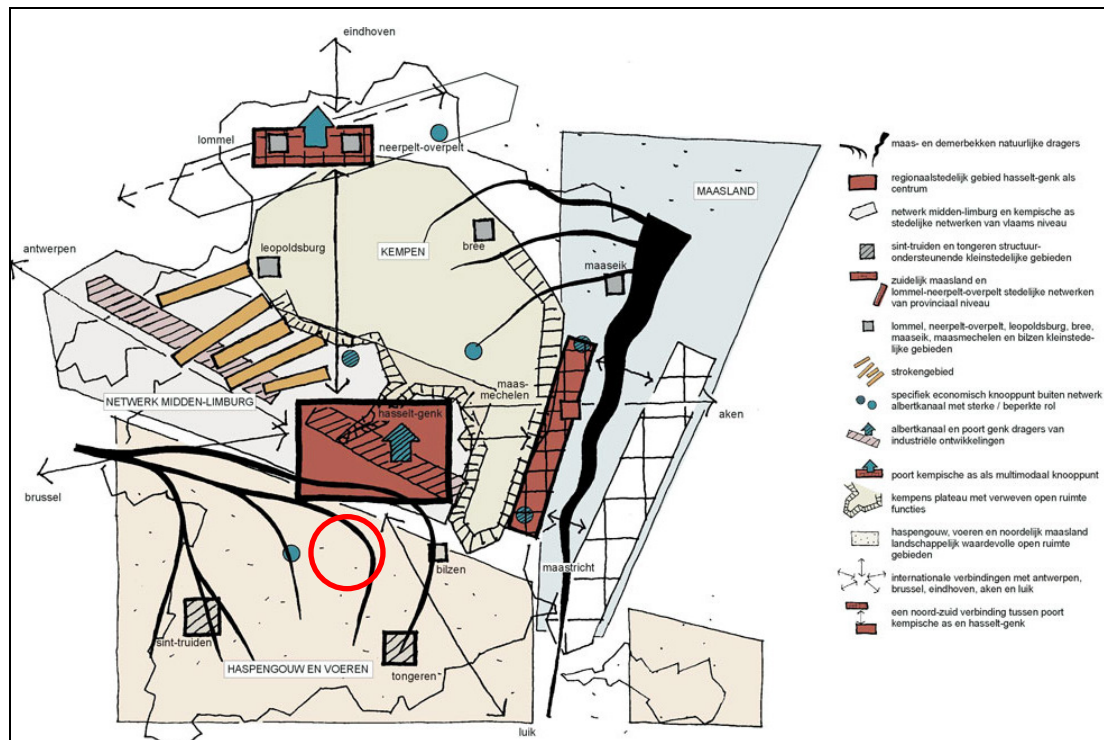 eindhoven
lommel
neerpelt-overpelt
MAASLAND
antwerpen
leopoldsburg
KEMPEN
bree
maaseik
NETWERK MIDDEN-LIMBURG
maas-
mechelen
hasselt-genk
aken
brussel
bilzen
maastricht
sint-truiden
HASPENGOUW EN VOEREN
tongeren
luik
maas- en demerbekken natuurlijke dragers
regionaalstedelijk gebied hasselt-genk als
centrum
netwerk midden-limburg en kempische as
stedelijke netwerken van vlaams niveau
sint-truiden en tongeren structuur-
ondersteunende kleinstedelijke gebieden
zuidelijk maasland en
lommel-neerpelt-overpelt stedelijke netwerken
van provinciaal niveau
lommel, neerpelt-overpelt, leopoldsburg, bree,
maaseik, maasmechelen en bilzen kleinstede-
lijke gebieden
strokengebied
specifiek economisch knooppunt buiten netwerk
albertkanaal met sterke / beperkte rol
albertkanaal en poort genk dragers van
industriële ontwikkelingen
poort kempische as als multimodaal knooppunt
kempens plateau met verweven open ruimte
functies
haspengouw, voeren en noordelijk maasland
landschappelijk waardevolle open ruimte
gebieden
internationale verbindingen met antwerpen,
brussel, eindhoven, aken en luik
een noord-zuid verbinding tussen poort
kempische as en hasselt-genk